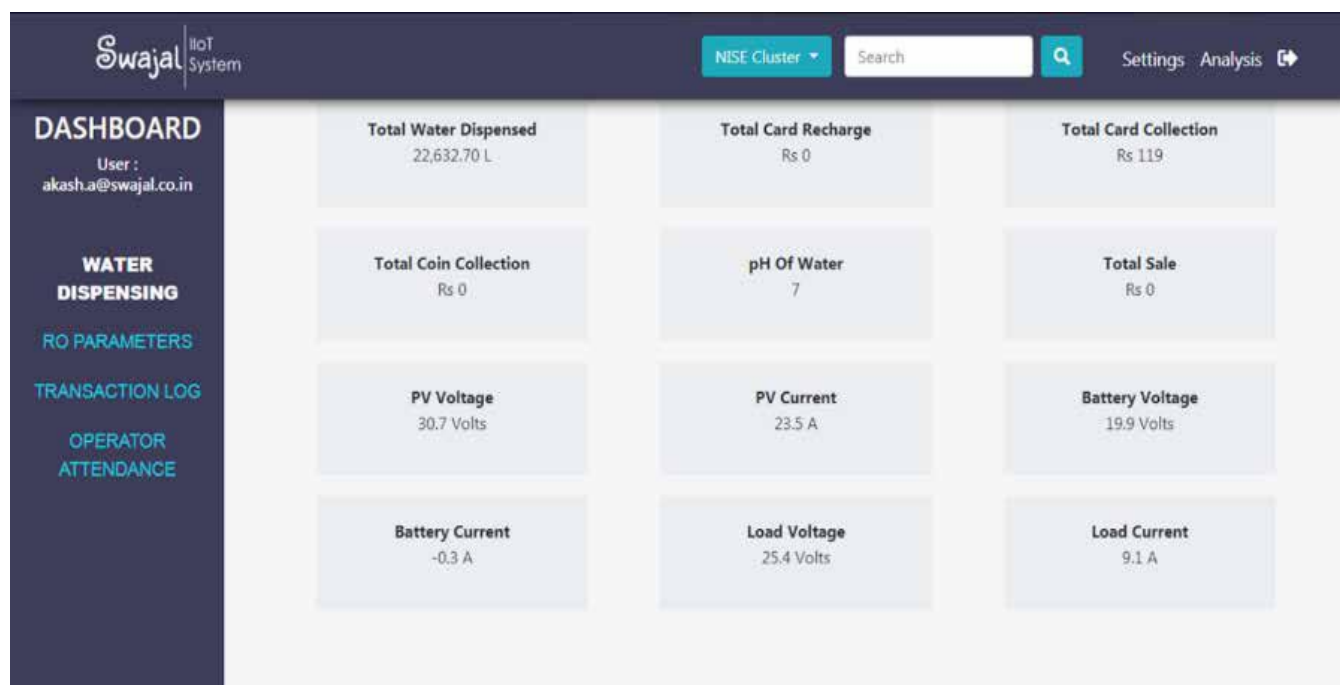 Swajal IIoT System
NISE Cluster
Search
Settings Analysis
DASHBOARD
User :
akash.a@swajal.co.in
WATER
DISPENSING
RO PARAMETERS
TRANSACTION LOG
OPERATOR
ATTENDANCE
Total Water Dispensed
22,632.70 L
Total Card Recharge
Rs 0
Total Card Collection
Rs 119
Total Coin Collection
Rs 0
pH Of Water
7
Total Sale
Rs 0
PV Voltage
30.7 Volts
PV Current
23.5 A
Battery Voltage
19.9 Volts
Battery Current
-0.3 A
Load Voltage
25.4 Volts
Load Current
9.1 A